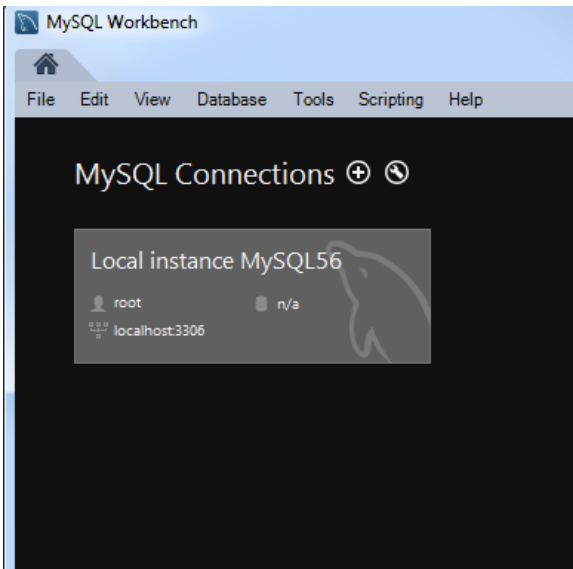 MySQL Workbench
File Edit View Database Tools Scripting Help
MySQL Connections
Local instance MySQL56
root n/a
localhost:3306